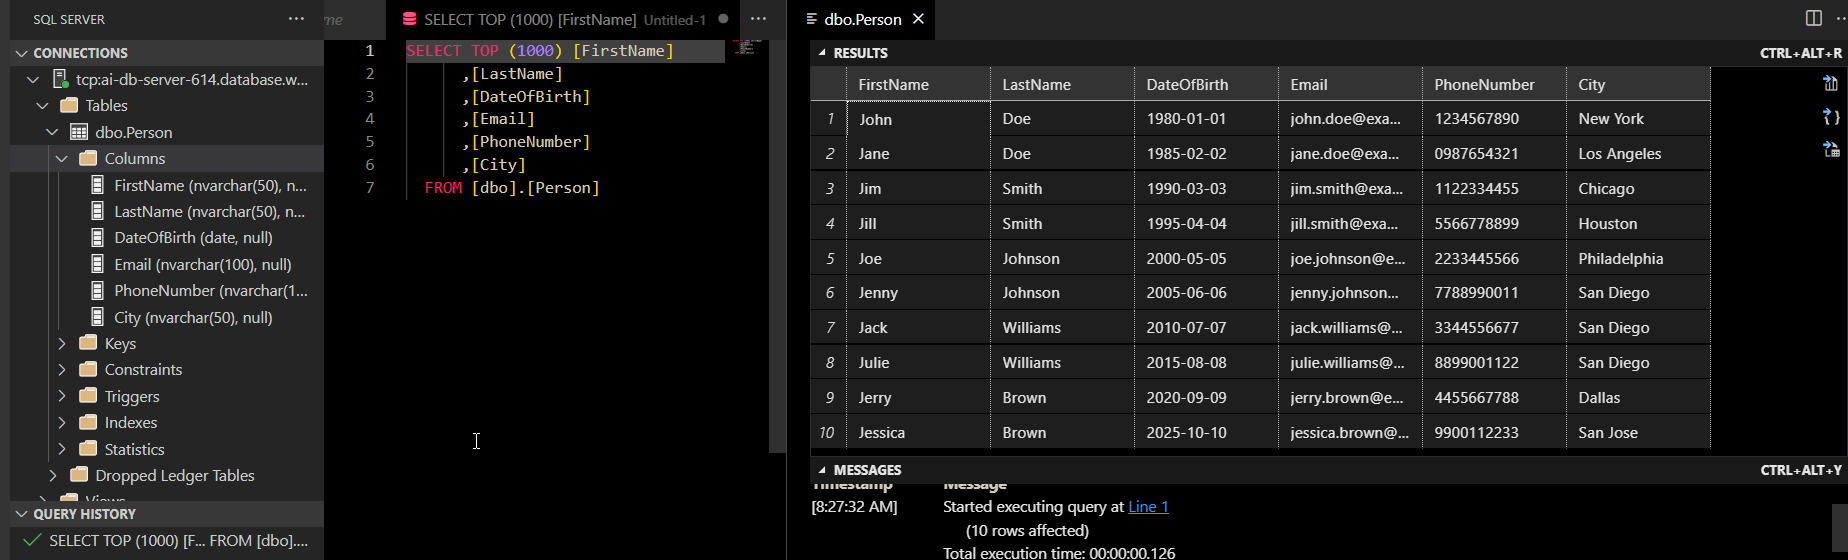 SQL SERVER
CONNECTIONS
tcp:ai-db-server-614.database.w...
Tables
dbo.Person
Columns
FirstName (nvarchar(50), n...
LastName (nvarchar(50), n...
DateOfBirth (date, null)
Email (nvarchar(100), null)
PhoneNumber (nvarchar(1...
City (nvarchar(50), null)
Keys
Constraints
Triggers
Indexes
Statistics
Dropped Ledger Tables
Views
QUERY HISTORY
SELECT TOP (1000) [F... FROM [dbo]....
me SELECT TOP (1000) [FirstName] Untitled-1
1 SELECT TOP (1000) [FirstName]
2 ,[LastName]
3 ,[DateOfBirth]
4 ,[Email]
5 ,[PhoneNumber]
6 ,[City]
7 FROM [dbo].[Person]
dbo.Person
RESULTS CTRL+ALT+R
FirstName LastName DateOfBirth Email PhoneNumber City
1 John Doe 1980-01-01 john.doe@exa... 1234567890 New York
2 Jane Doe 1985-02-02 jane.doe@exa... 0987654321 Los Angeles
3 Jim Smith 1990-03-03 jim.smith@exa... 1122334455 Chicago
4 Jill Smith 1995-04-04 jill.smith@exa... 5566778899 Houston
5 Joe Johnson 2000-05-05 joe.johnson@e... 2233445566 Philadelphia
6 Jenny Johnson 2005-06-06 jenny.johnson... 7788990011 San Diego
7 Jack Williams 2010-07-07 jack.williams@... 3344556677 San Diego
8 Julie Williams 2015-08-08 julie.williams@... 8899001122 San Diego
9 Jerry Brown 2020-09-09 jerry.brown@e... 4455667788 Dallas
10 Jessica Brown 2025-10-10 jessica.brown@... 9900112233 San Jose
MESSAGES CTRL+ALT+Y
Timestamp Message
[8:27:32 AM] Started executing query at Line 1
(10 rows affected)
Total execution time: 00:00:00.126